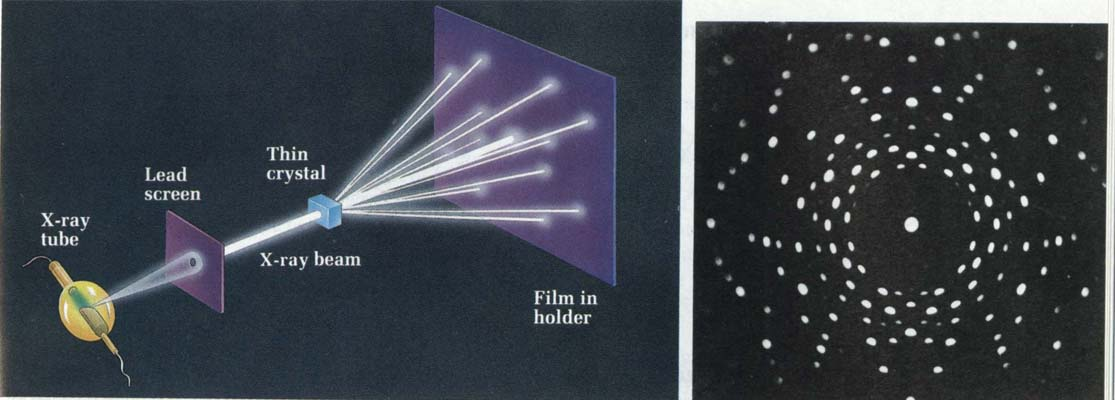 X-ray
tube
Lead
screen
Thin
crystal
X-ray beam
Film in
holder